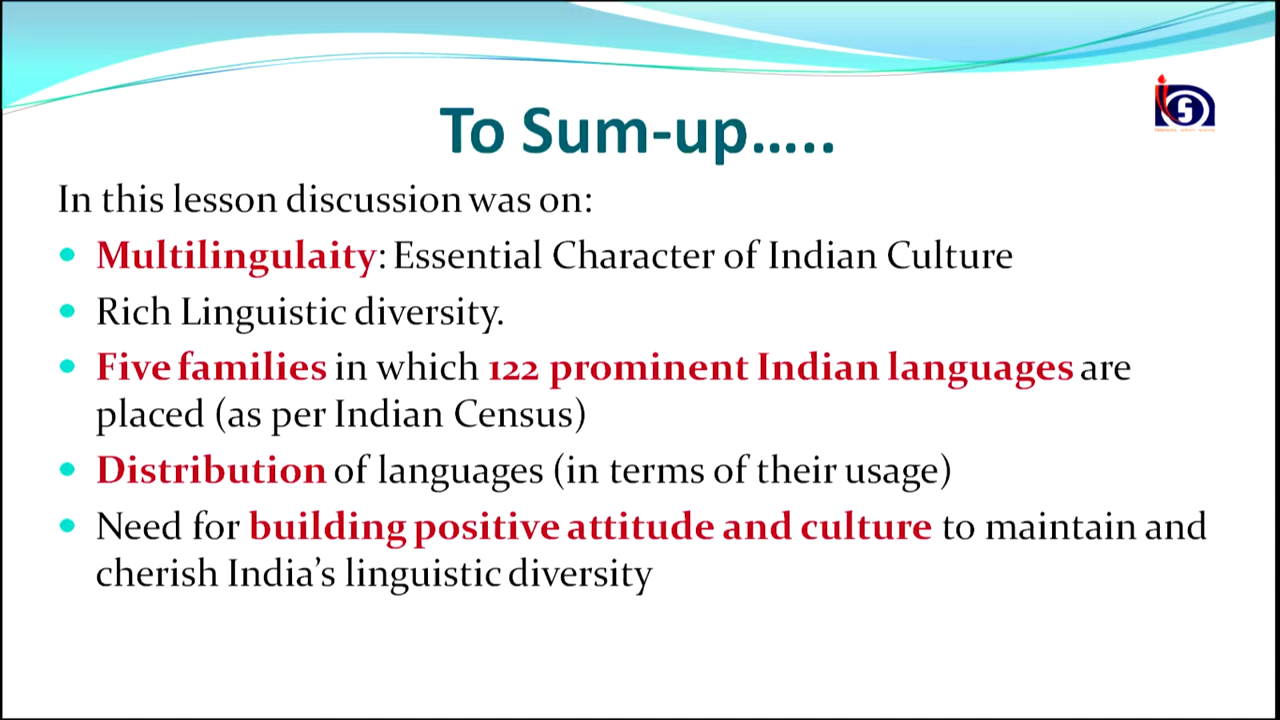 To Sum-up.....
In this lesson discussion was on:
Multilingulaity: Essential Character of Indian Culture
Rich Linguistic diversity.
Five families in which 122 prominent Indian languages are
placed (as per Indian Census)
Distribution of languages (in terms of their usage)
Need for building positive attitude and culture to maintain and
cherish India’s linguistic diversity